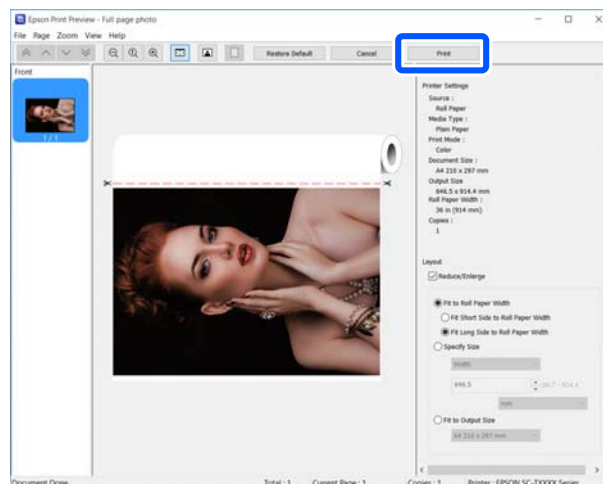 Epson Print Preview - Full page photo
File Page Zoom View Help
Restore Default Cancel Print
Front
1 / 1
Printer Settings
Source :
Roll Paper
Media Type :
Plain Paper
Print Mode :
Color
Document Size :
A4 210 x 297 mm
Output Size
646.5 x 914.4 mm
Roll Paper Width :
36 in (914 mm)
Copies :
1
Layout
Reduce/Enlarge
Fit to Roll Paper Width
Fit Short Side to Roll Paper Width
Fit Long Side to Roll Paper Width
Specify Size
Width
646.5
mm
Fit to Output Size
A4 210 x 297 mm
Document Done Total : 1 Current Page : 1 Copies : 1 Printer : EPSON SC-TXXXX Series